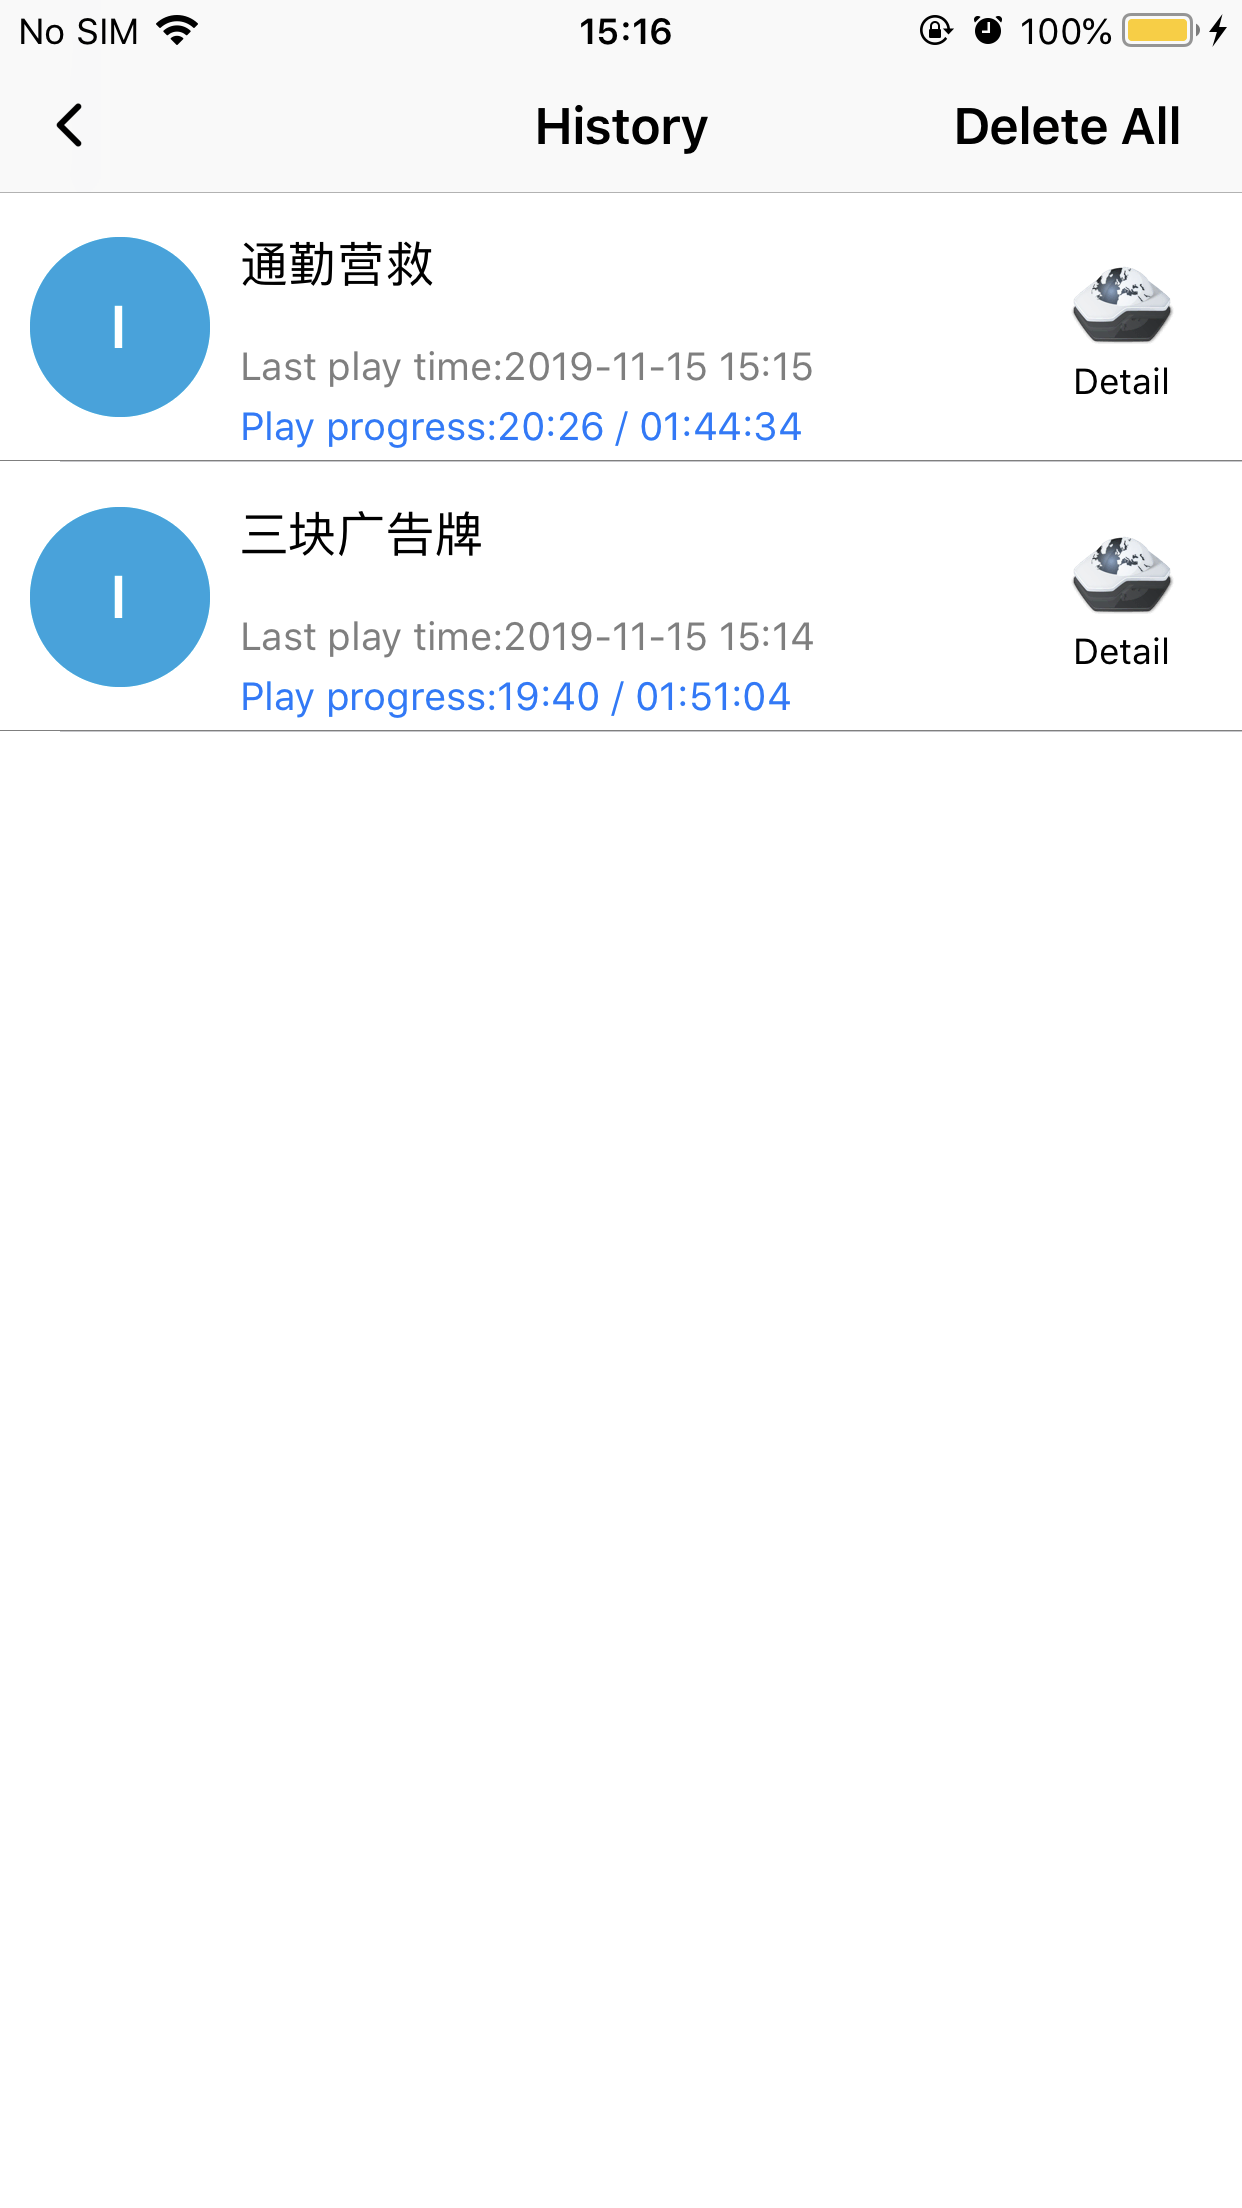 No SIM 15:16 100%
History Delete All
I
通勤营救
Last play time:2019-11-15 15:15
Play progress:20:26 / 01:44:34
Detail
I
三块广告牌
Last play time:2019-11-15 15:14
Play progress:19:40 / 01:51:04
Detail